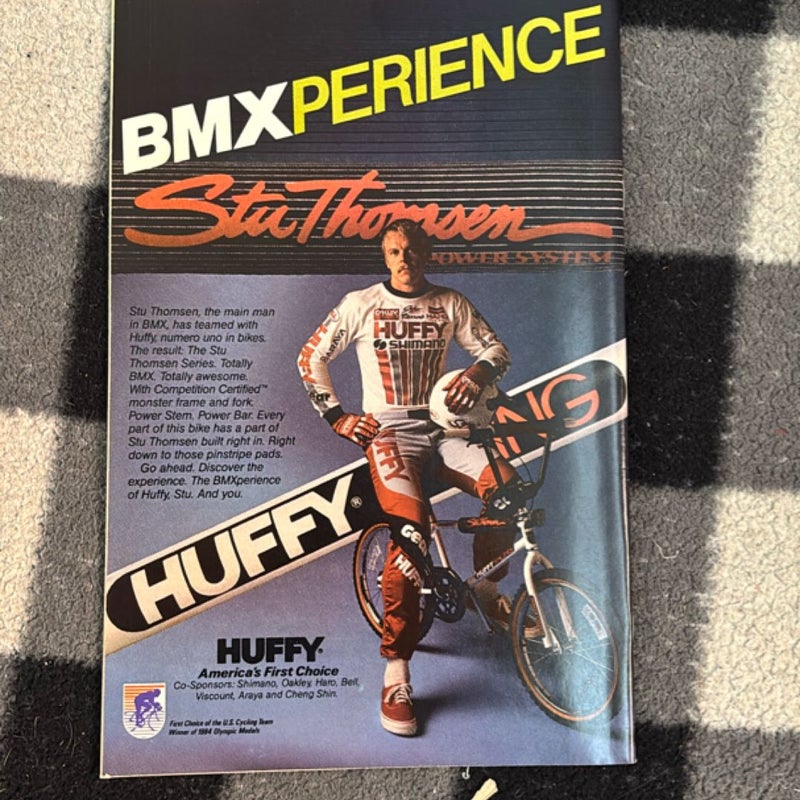 BMXPERIENCE
Stu Thomsen
POWER SYSTEM
Stu Thomsen, the main man
in BMX, has teamed with
Huffy, numero uno in bikes.
The result: The Stu
Thomsen Series. Totally
BMX. Totally awesome.
With Competition Certified™
monster frame and fork.
Power Stem. Power Bar. Every
part of this bike has a part of
Stu Thomsen built right in. Right
down to those pinstripe pads.
Go ahead. Discover the
experience. The BMXperience
of Huffy, Stu. And you.
HUFFY
SHIMANO
HUFFY
HUFFY
HUFFY®
ING
HUFFY
America's First Choice
Co-Sponsors: Shimano, Oakley, Haro, Bell,
Viscount, Araya and Cheng Shin.
First Choice of the U.S. Cycling Team
Winner of 1984 Olympic Medals